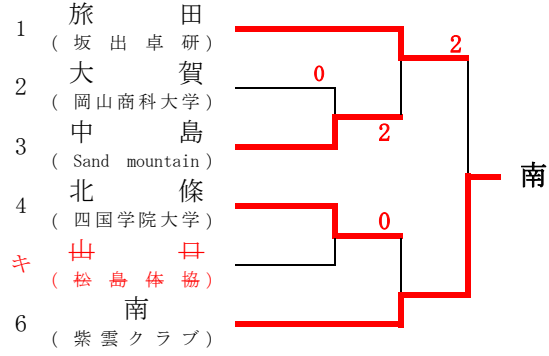 1 旅田
(坂出卓研)
2 大賀
(岡山商科大学)
3 中島
(Sand mountain)
4 北條
(四国学院大学)
キ 山口
(松島体協)
6 南
(紫雲クラブ)
2
0
2
0
南